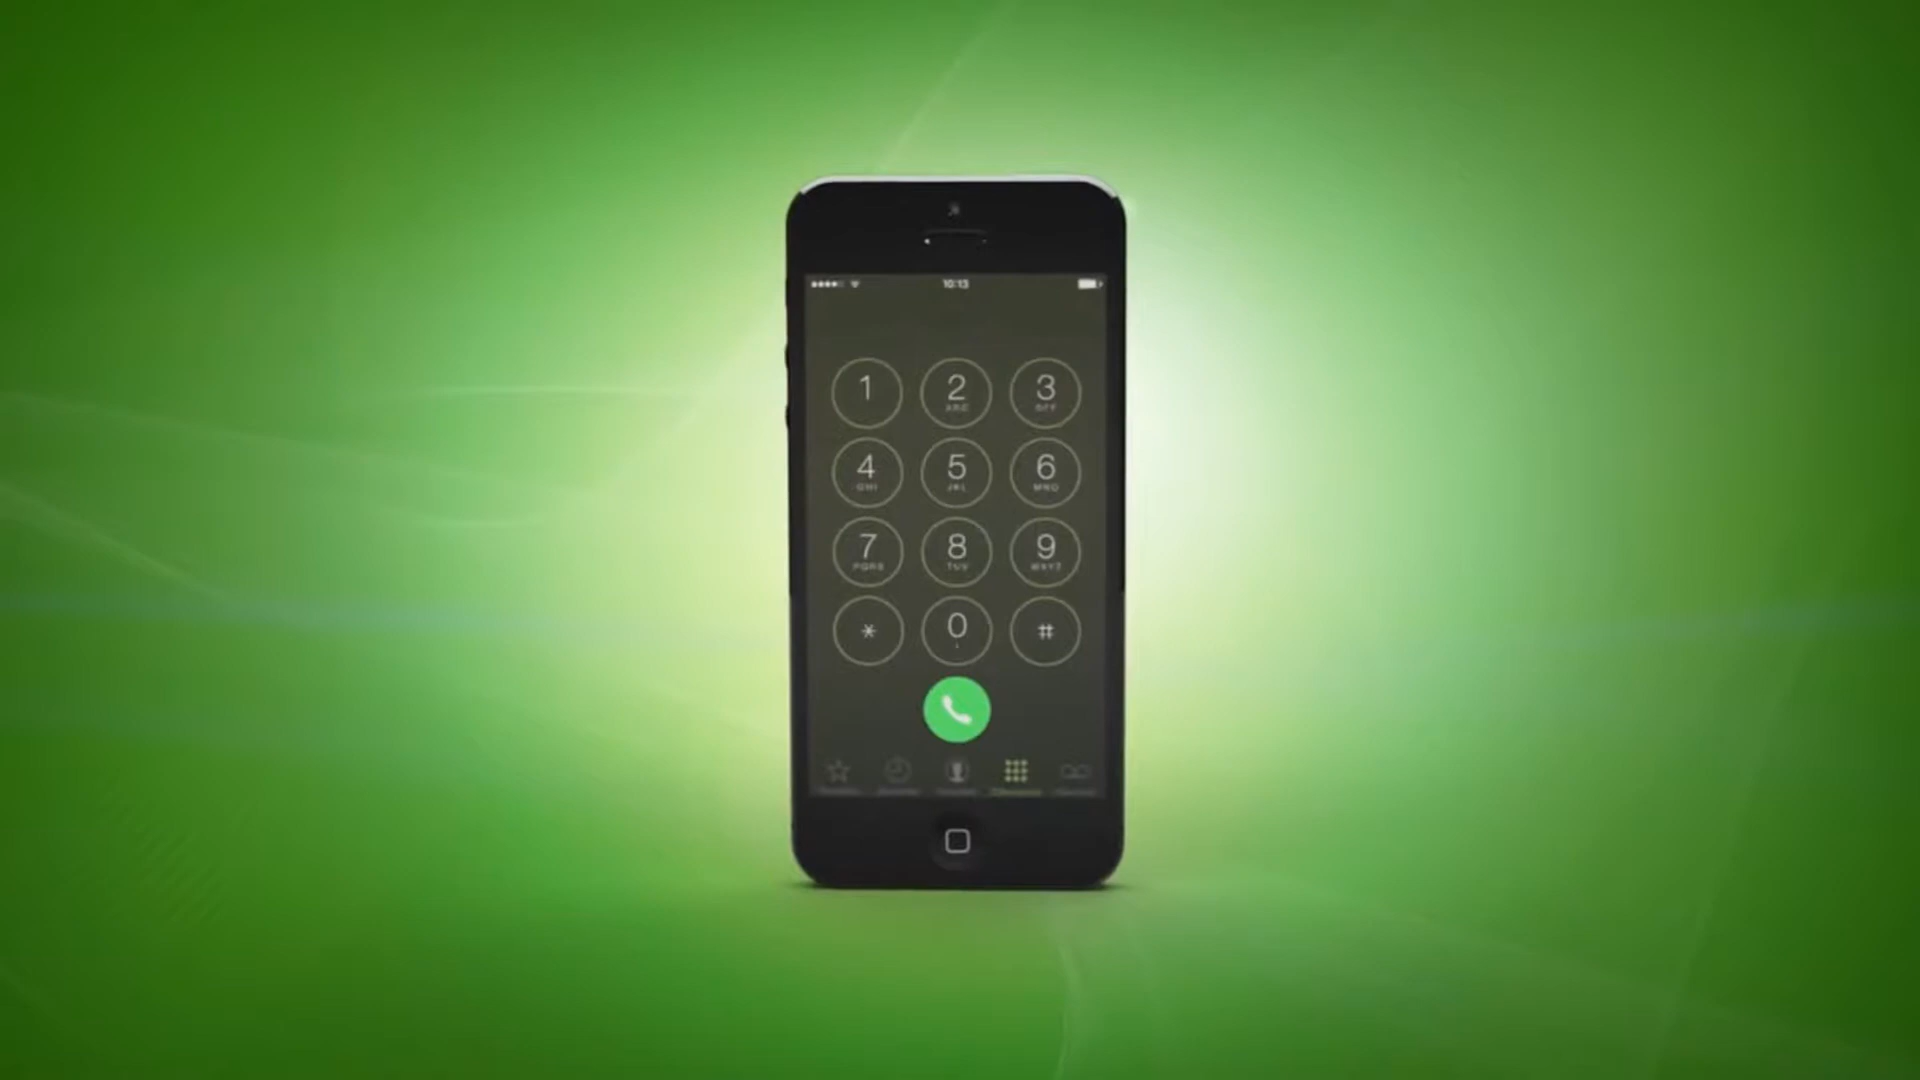 10:13
1 2 3
ABC DEF
4 5 6
GHI JKL MNO
7 8 9
PQRS TUV WXYZ
* 0 #